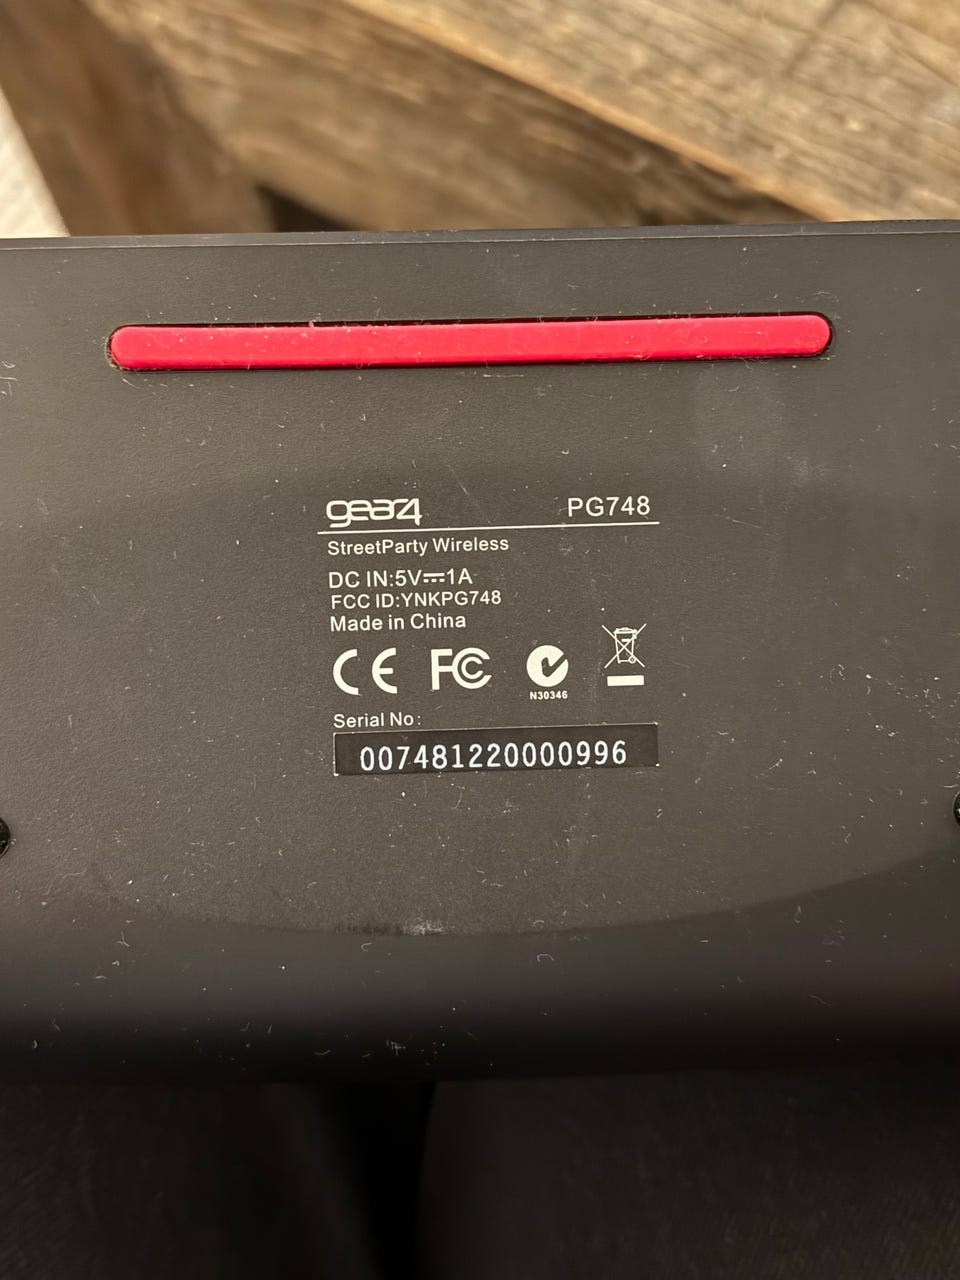 gear4 PG748
StreetParty Wireless
DC IN:5V⎓1A
FCC ID:YNKPG748
Made in China
CE FC N30346
Serial No:
007481220000996